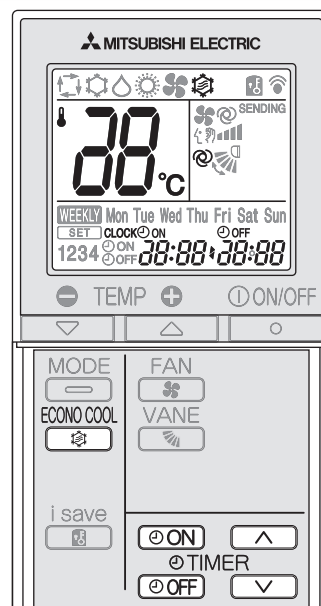 MITSUBISHI ELECTRIC
SENDING
88°C
WEEKLY Mon Tue Wed Thu Fri Sat Sun
SET CLOCK ON OFF
1234 ON OFF 88:88 88:88
TEMP ON/OFF
MODE FAN
ECONO COOL VANE
i save
ON
TIMER
OFF